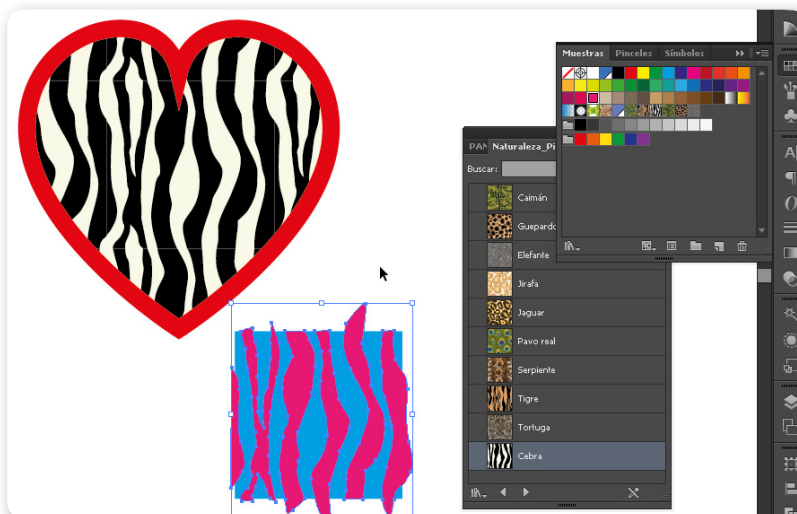 Muestras Pinceles Símbolos
PAN Naturaleza_Pi
Buscar:
Caimán
Guepardo
Elefante
Jirafa
Jaguar
Pavo real
Serpiente
Tigre
Tortuga
Cebra